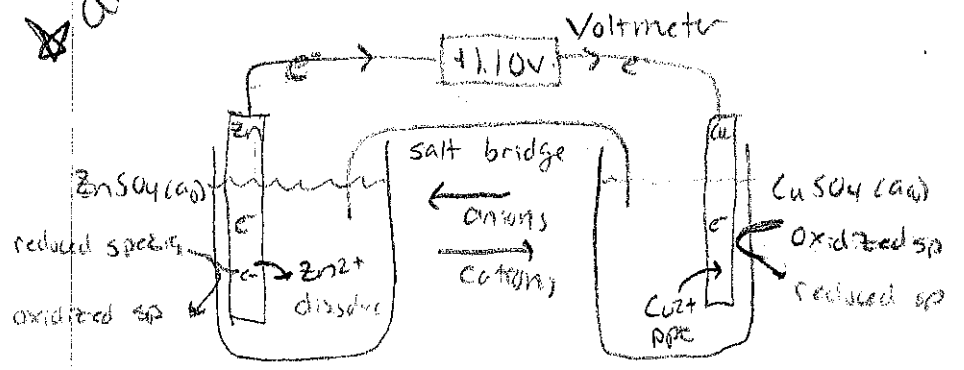 a
Voltmeter
e⁻ +1.10V. e⁻
Zn Cu
salt bridge
ZnSO4 (aq) CuSO4 (aq)
anions
e⁻ e⁻ oxidized sp
reduced species Zn2+ cations
oxidized sp dissolve Cu2+ reduced sp
ppt